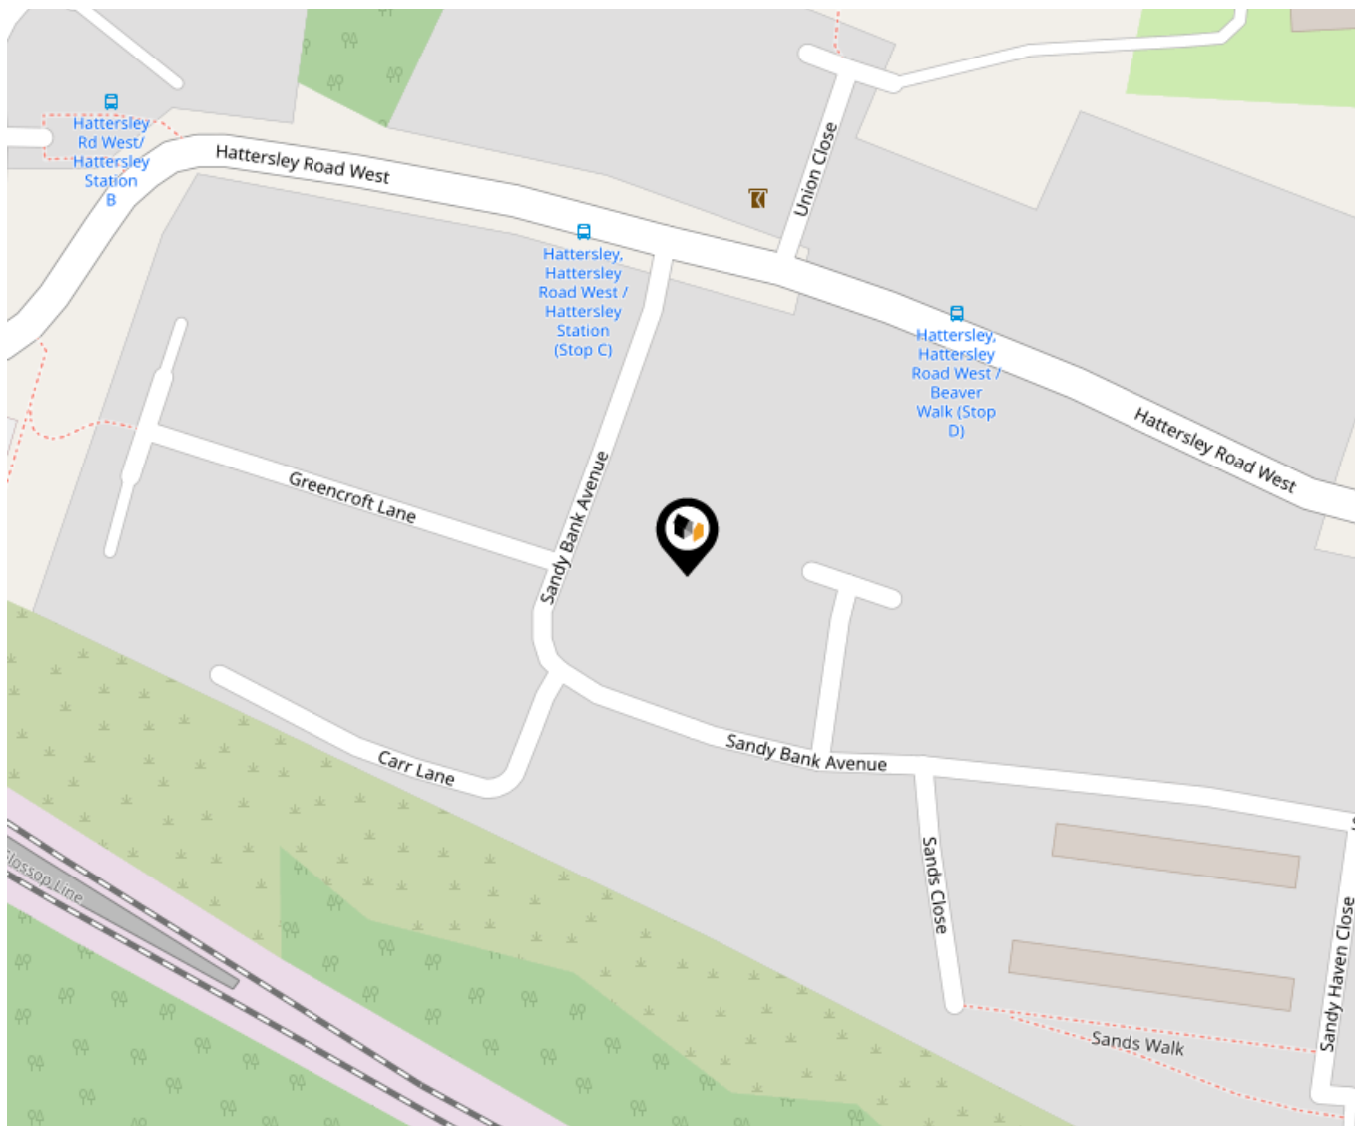 Hattersley
Rd West/
Hattersley
Station
B
Hattersley Road West
Union Close
Hattersley,
Hattersley
Road West /
Hattersley
Station
(Stop C)
Hattersley,
Hattersley
Road West /
Beaver
Walk (Stop
D)
Hattersley Road West
Greencroft Lane
Sandy Bank Avenue
Carr Lane
Sandy Bank Avenue
Sands Close
Glossop Line
Sandy Haven Close
Sands Walk